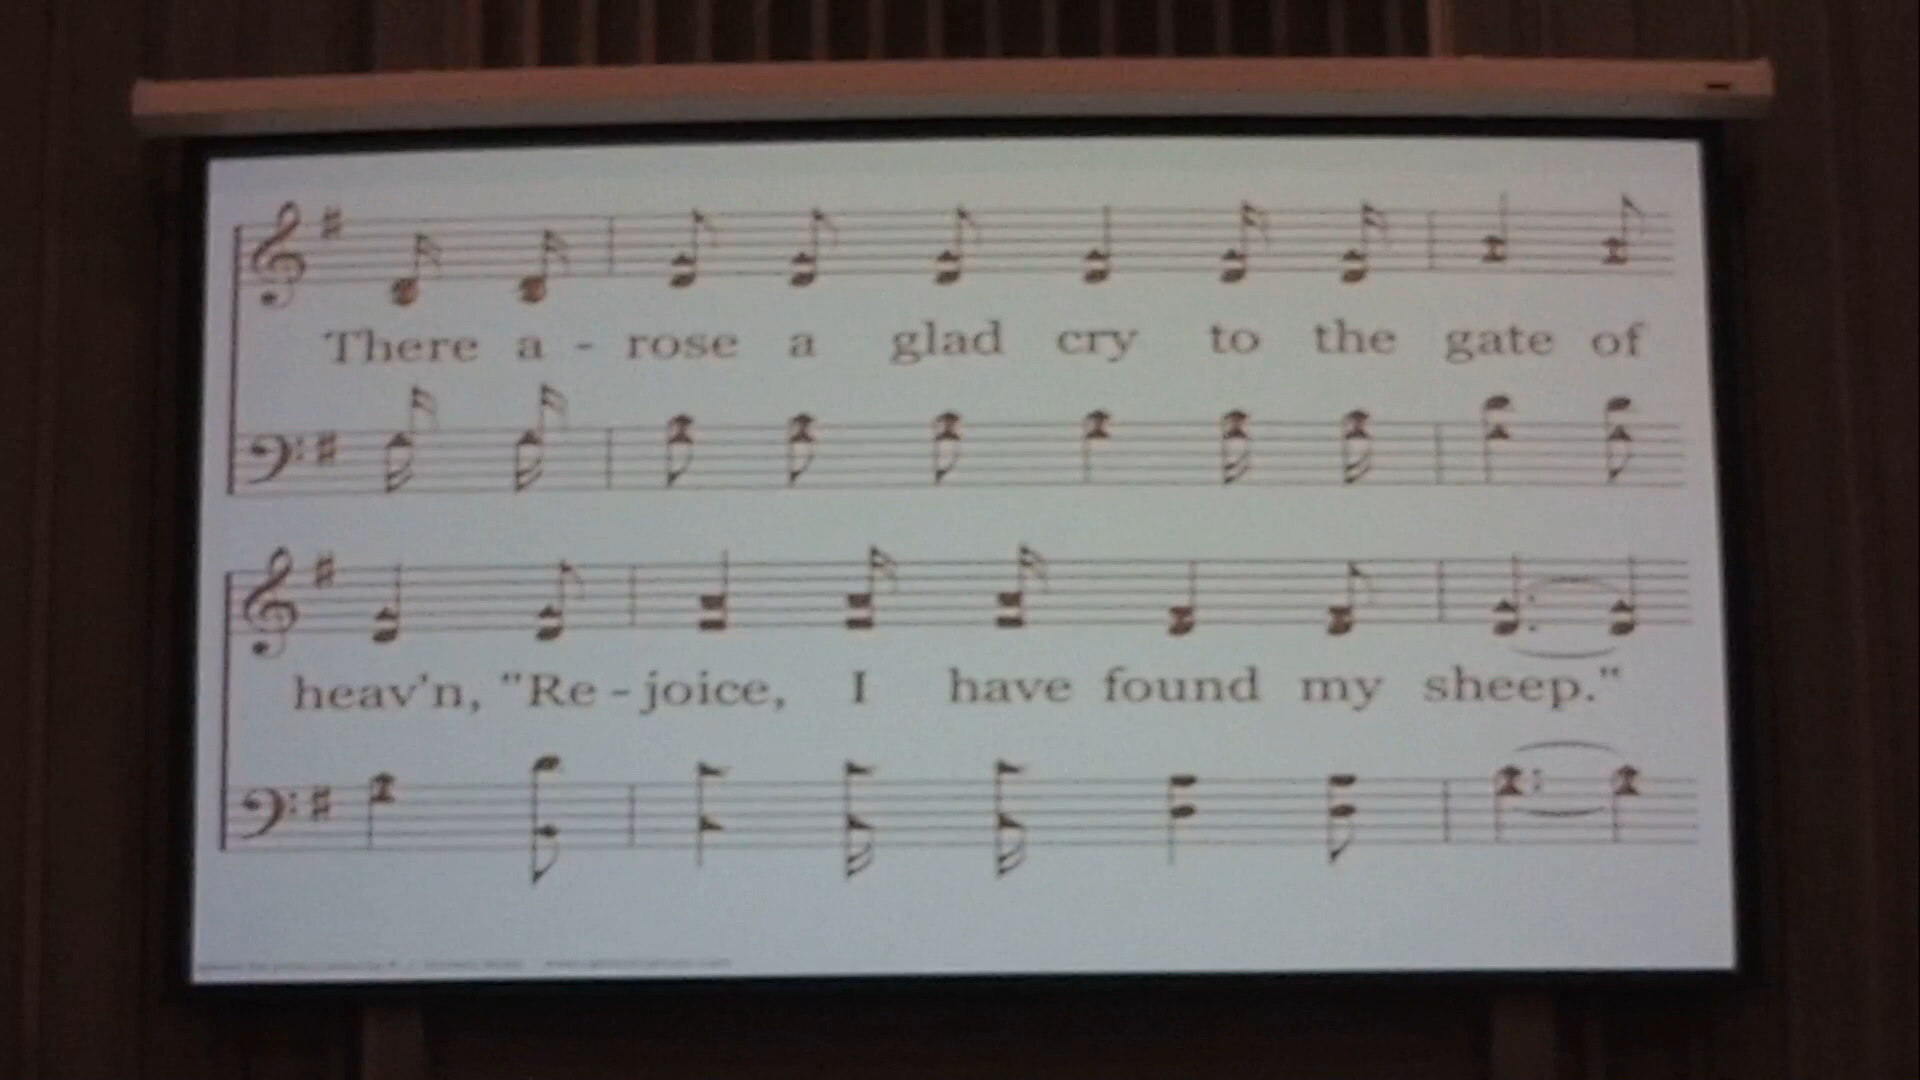 There a - rose a glad cry to the gate of
heav'n, "Re - joice, I have found my sheep."